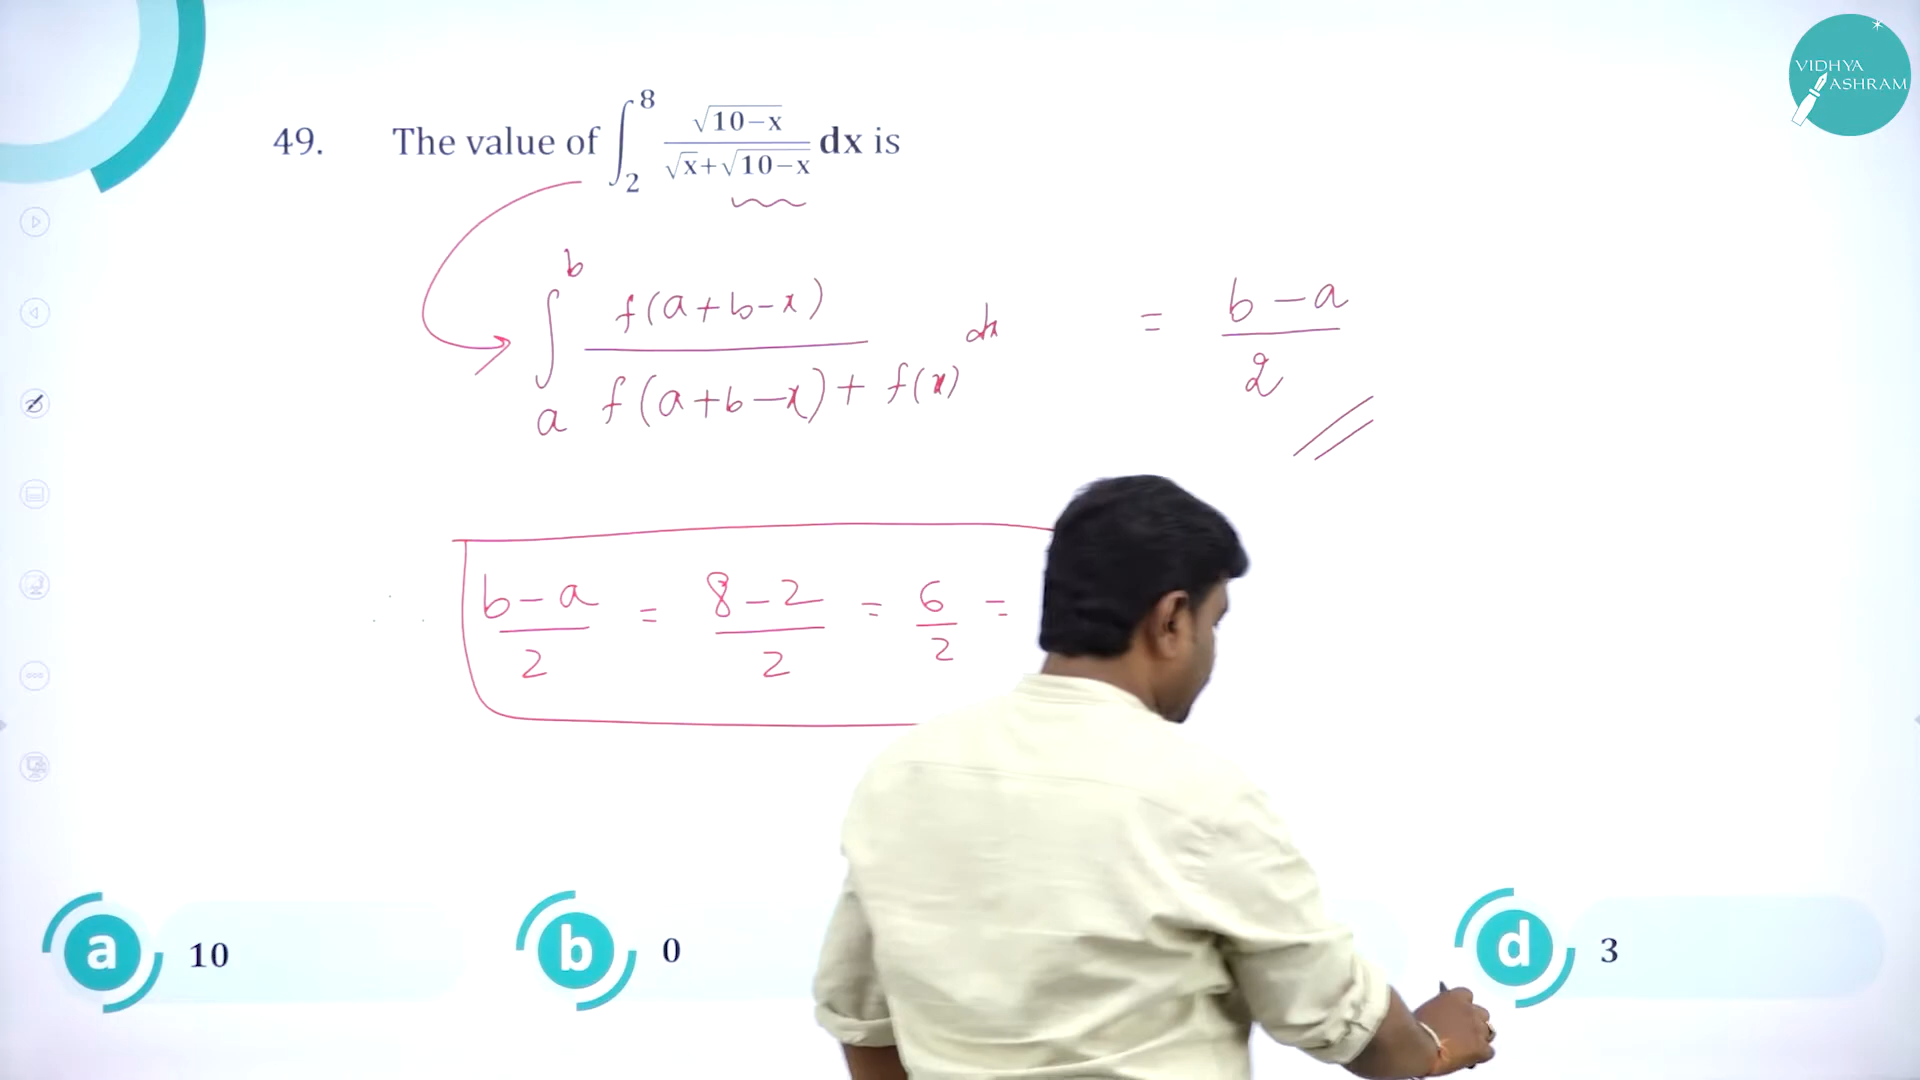 VIDHYA
ASHRAM
49. The value of ∫₂⁸ √(10−x) / (√x+√(10−x)) dx is
∫ₐᵇ f(a+b−x) / (f(a+b−x) + f(x)) dx = (b−a)/2
(b−a)/2 = (8−2)/2 = 6/2 =
a 10
b 0
d 3